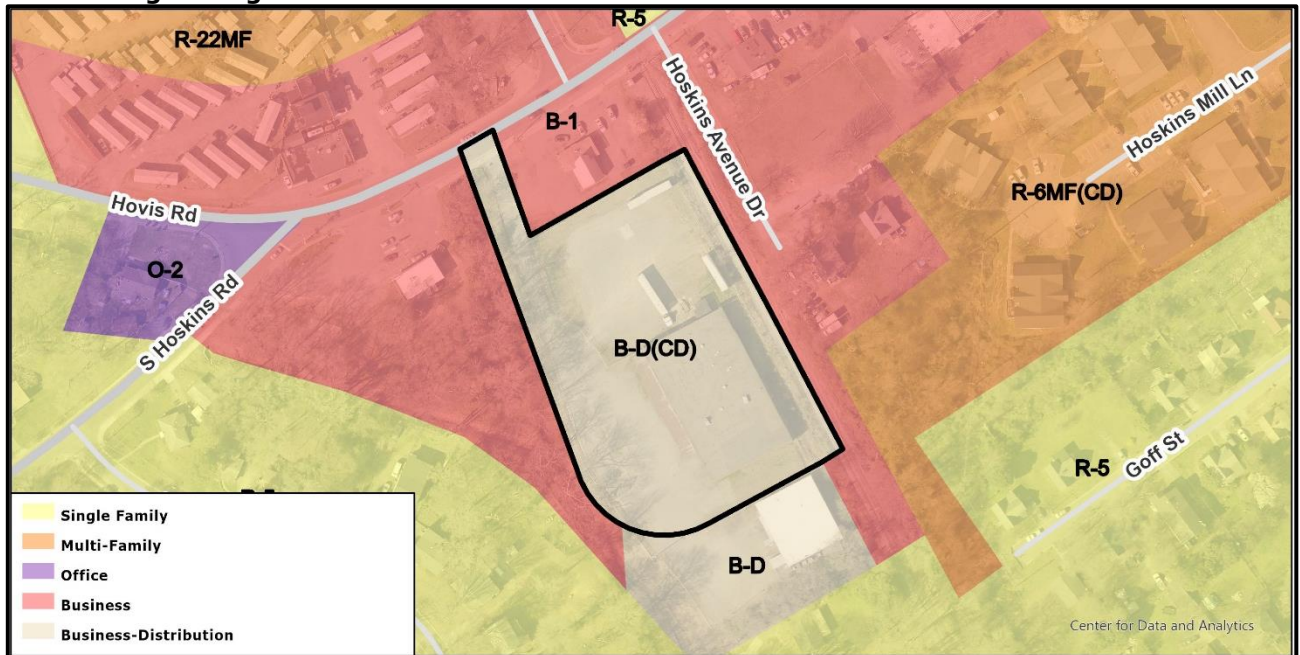 R-5
R-22MF
B-1
Hoskins Avenue Dr
Hoskins Mill Ln
R-6MF(CD)
Hovis Rd
O-2
S Hoskins Rd
B-D(CD)
R-5
Goff St
B-D
Single Family
Multi-Family
Office
Business
Business-Distribution
Center for Data and Analytics